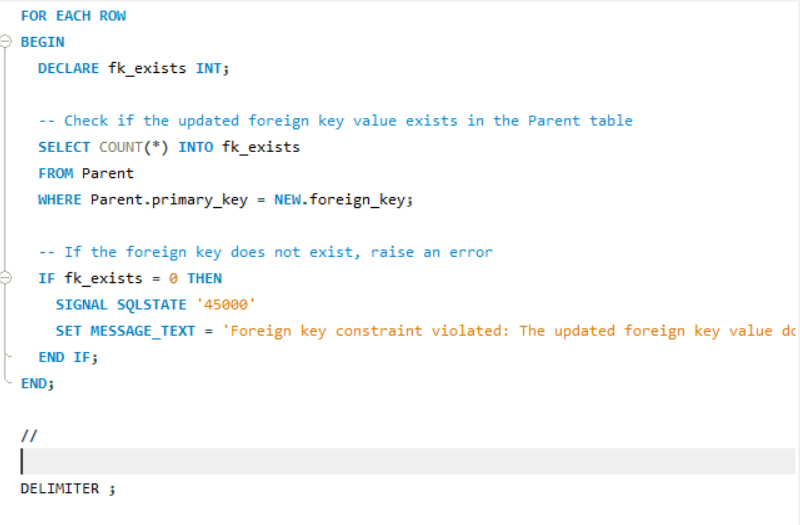 FOR EACH ROW
BEGIN
DECLARE fk_exists INT;
-- Check if the updated foreign key value exists in the Parent table
SELECT COUNT(*) INTO fk_exists
FROM Parent
WHERE Parent.primary_key = NEW.foreign_key;
-- If the foreign key does not exist, raise an error
IF fk_exists = 0 THEN
SIGNAL SQLSTATE '45000'
SET MESSAGE_TEXT = 'Foreign key constraint violated: The updated foreign key value
END IF;
END;
//
DELIMITER ;